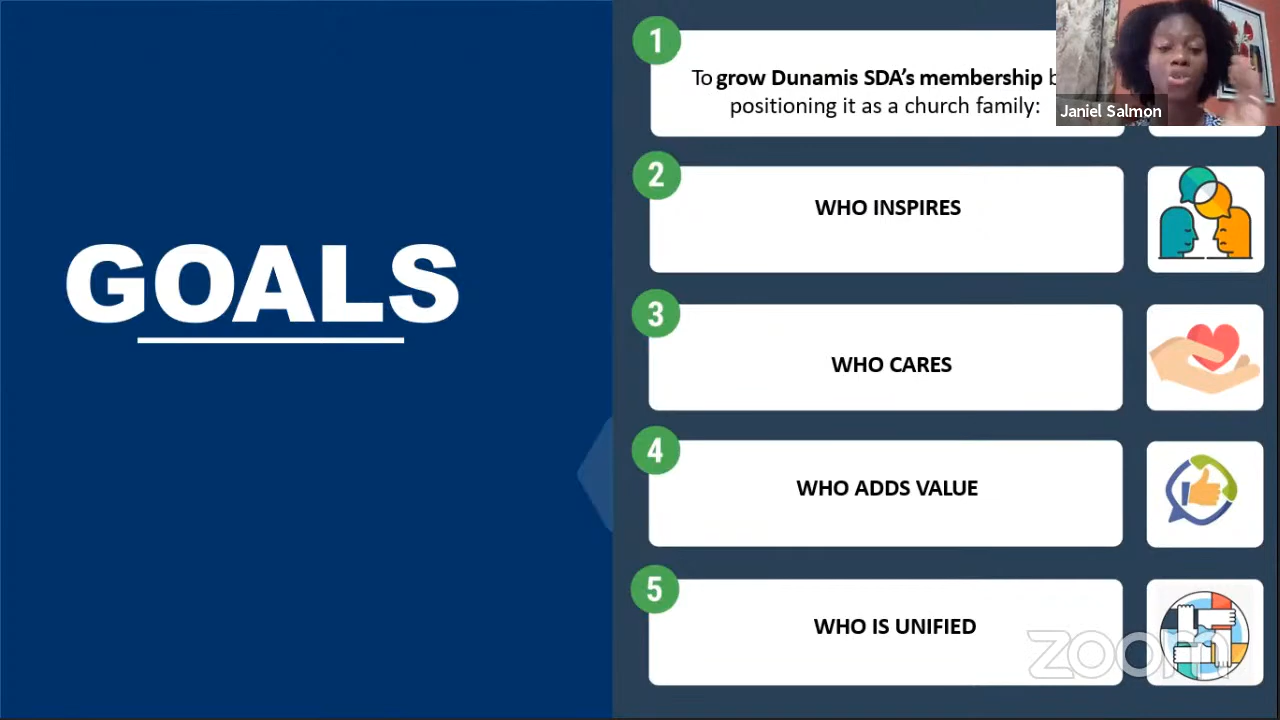 GOALS
1
To grow Dunamis SDA's membership
positioning it as a church family:
Janiel Salmon
2
WHO INSPIRES
3
WHO CARES
4
WHO ADDS VALUE
5
WHO IS UNIFIED
zoom